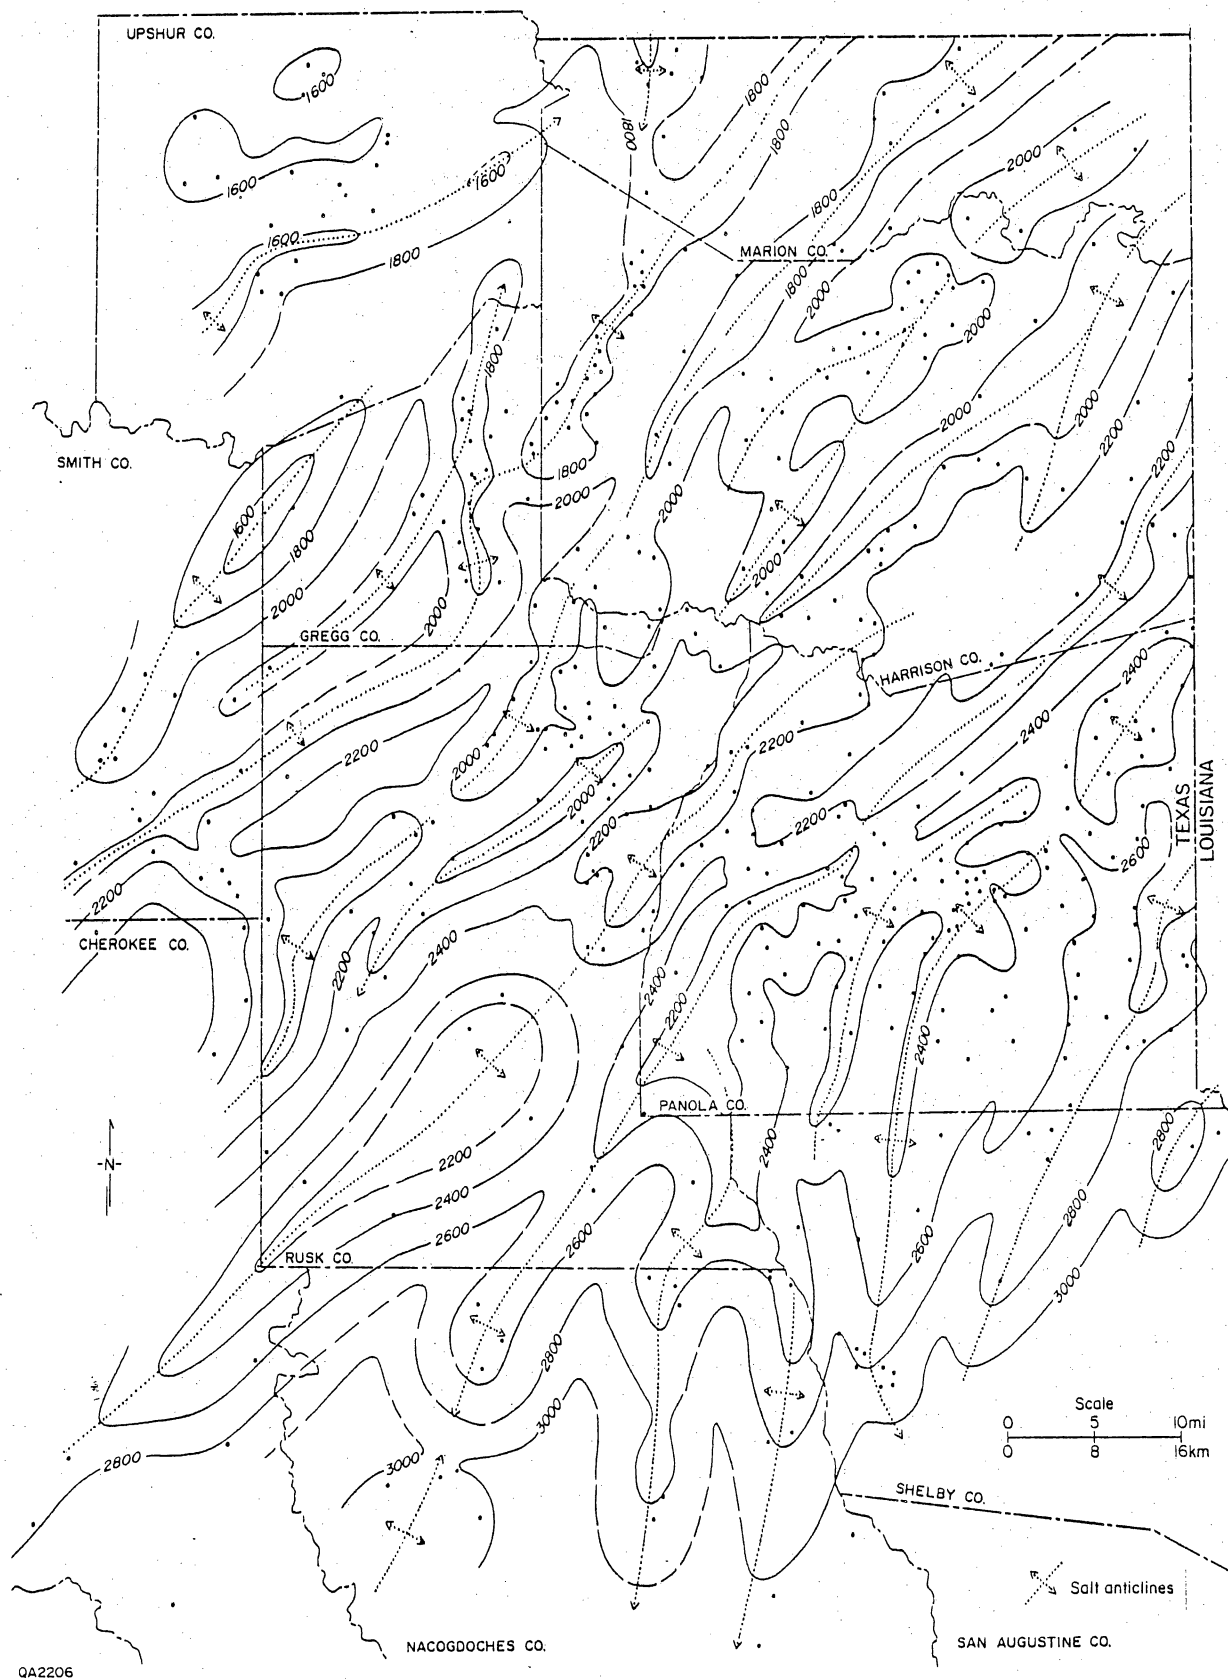 UPSHUR CO.
1600
1600
1600
1600
1800
1800
1800
1800
2000
MARION CO.
1800
1800
2000
2000
1800
SMITH CO.
1600
1800
2000
1800
2000
2000
2000
2000
2000
2200
2200
2000
GREGG CO.
2000
HARRISON CO.
2400
2200
2000
2200
2400
2000
2200
2200
TEXAS
LOUISIANA
2600
2200
CHEROKEE CO.
2200
2400
2400
2200
2400
PANOLA CO.
2400
2800
-N-
2200
2400
2600
2600
2600
2800
3000
RUSK CO.
2800
3000
2800
3000
Scale
0 5 10mi
0 8 16km
SHELBY CO.
Salt anticlines
NACOGDOCHES CO.
SAN AUGUSTINE CO.
QA2206